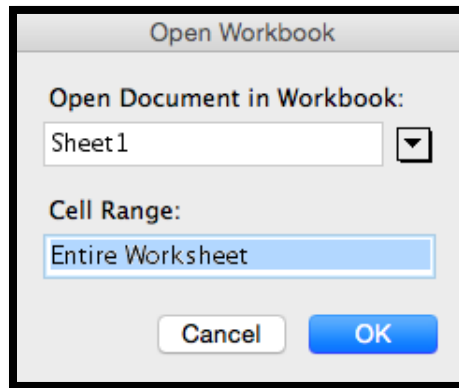 Open Workbook
Open Document in Workbook:
Sheet1
Cell Range:
Entire Worksheet
Cancel OK